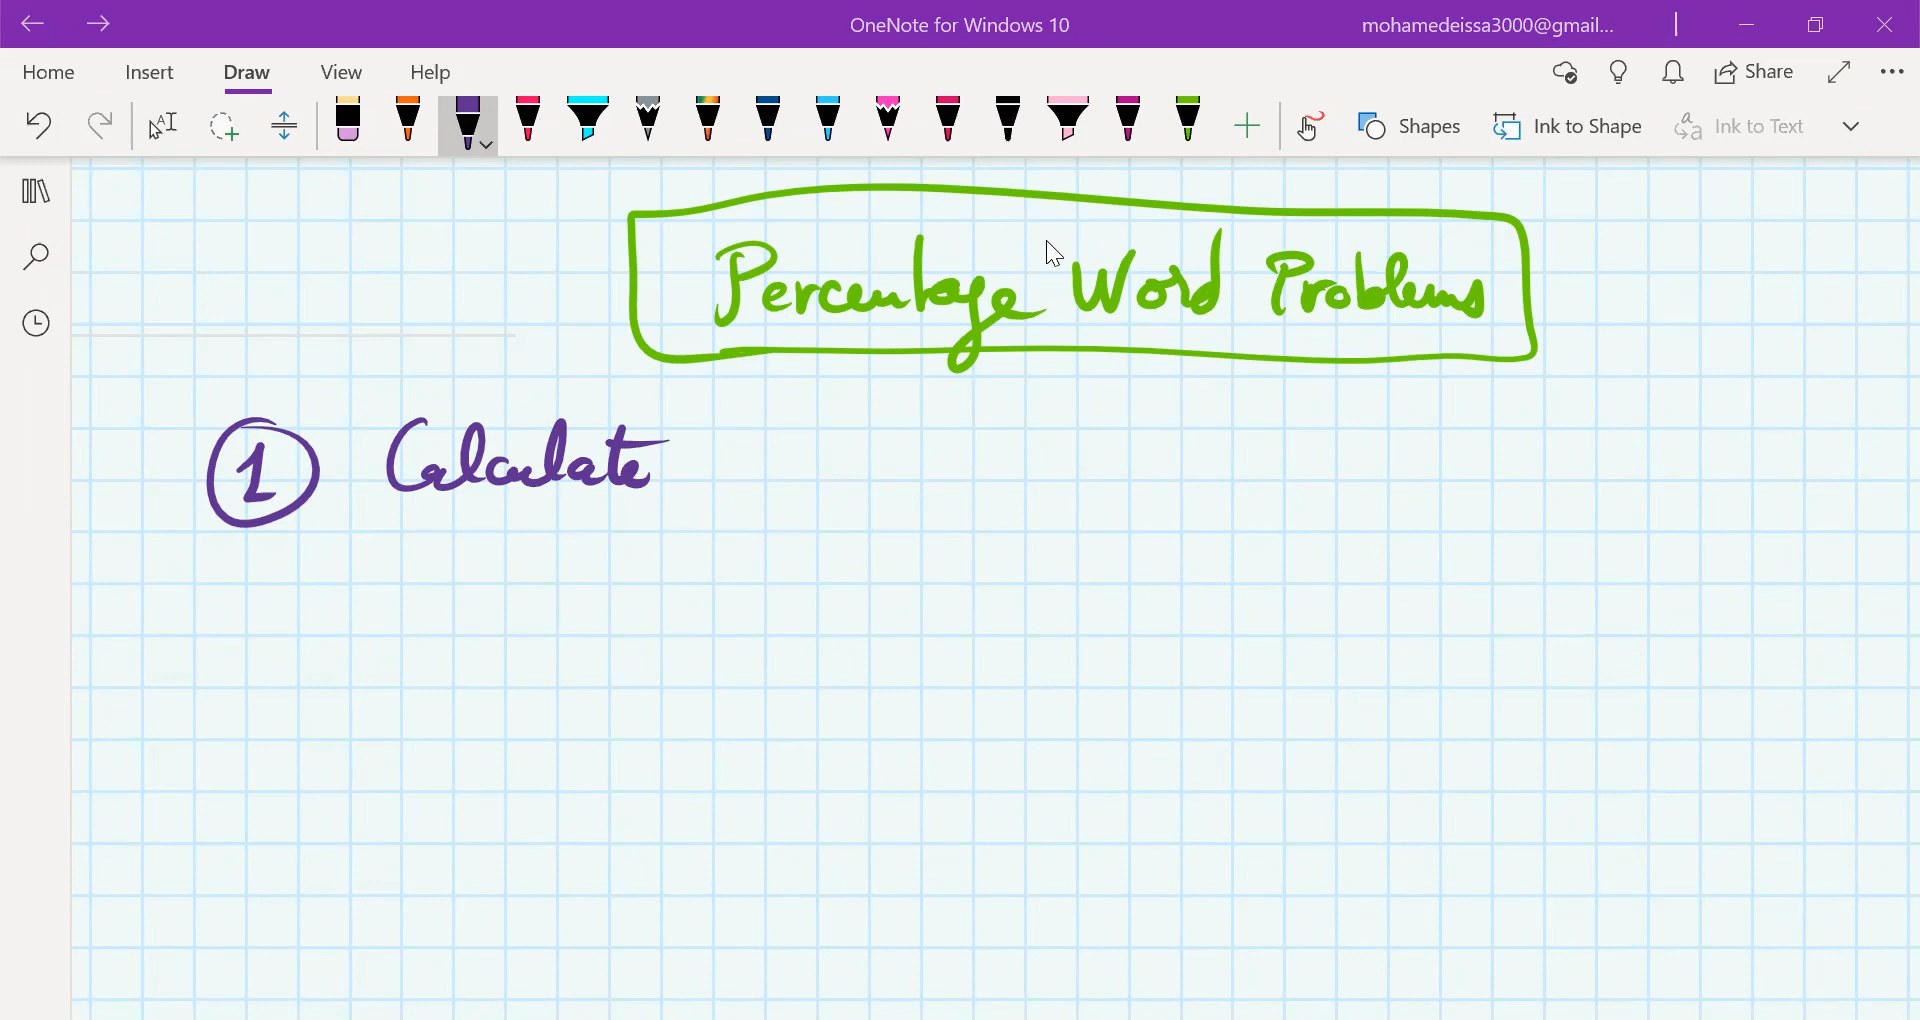 OneNote for Windows 10 mohamedeissa3000@gmail...
Home Insert Draw View Help Share
Shapes Ink to Shape Ink to Text
Percentage Word Problems
1 Calculate